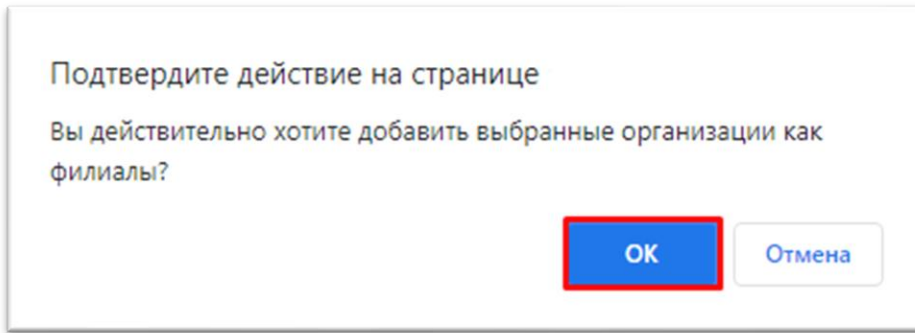 Подтвердите действие на странице
Вы действительно хотите добавить выбранные организации как
филиалы?
ОК
Отмена